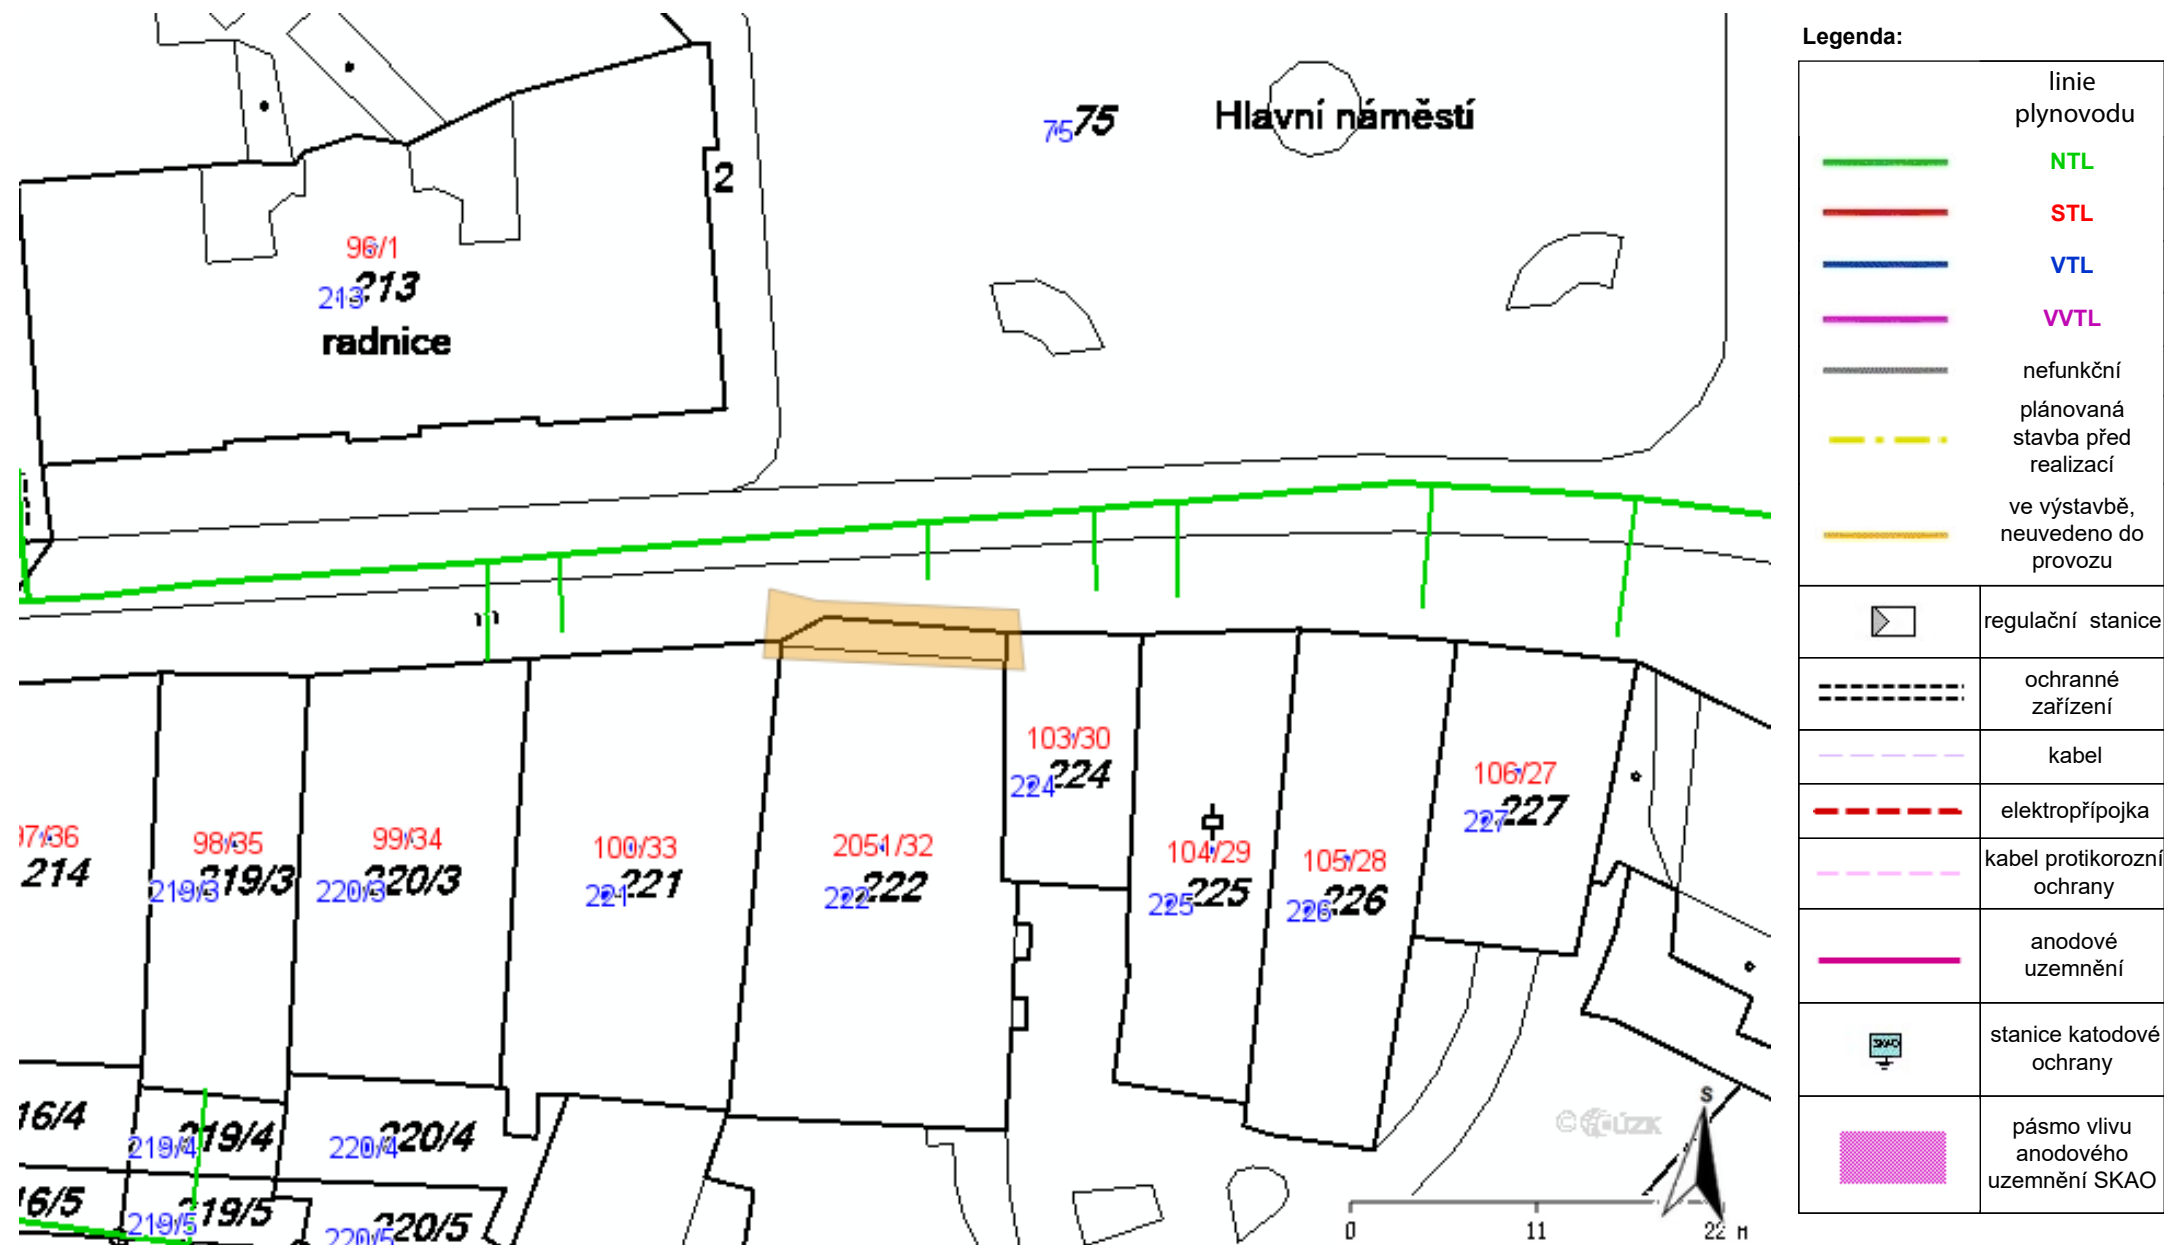 Legenda:
linie
plynovodu
NTL
STL
VTL
VVTL
nefunkční
plánovaná
stavba před
realizací
ve výstavbě,
neuvedeno do
provozu
regulační stanice
ochranné
zařízení
kabel
elektropřípojka
kabel protikorozní
ochrany
anodové
uzemnění
SKAO
stanice katodové
ochrany
pásmo vlivu
anodového
uzemnění SKAO
75 75
Hlavní náměstí
2
96/1
213 213
radnice
97/36
214
98/35
219/3 219/3
99/34
220/3 220/3
100/33
221 221
2051/32
222 222
103/30
224 224
104/29
225 225
105/28
226 226
106/27
227 227
16/4
219/4 219/4
220/4 220/4
16/5
219/5 219/5
220/5 220/5
© ČÚZK
S
0 11 22 M